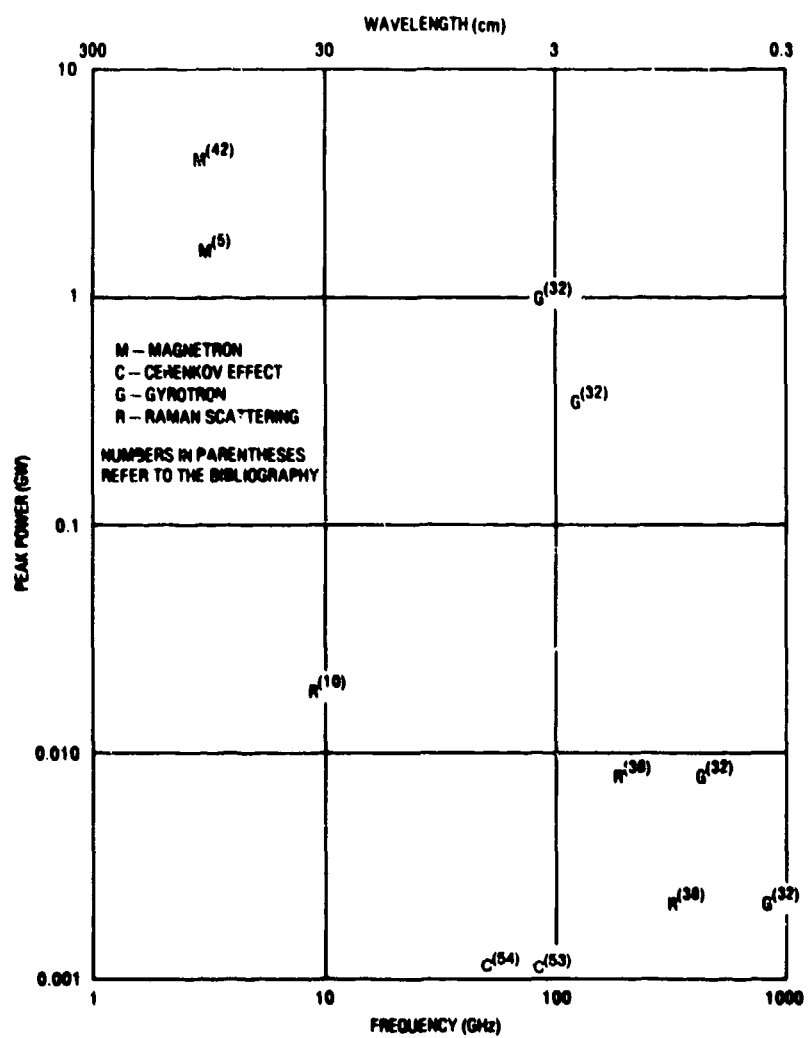 WAVELENGTH (cm)
300 30 3 0.3
10
M(42)
M(5)
1
G(32)
M – MAGNETRON
C – CERENKOV EFFECT
G – GYROTRON
R – RAMAN SCATTERING
G(32)
NUMBERS IN PARENTHESES
REFER TO THE BIBLIOGRAPHY
PEAK POWER (GW)
0.1
R(10)
0.010
R(38) G(32)
R(38) G(32)
C(54) C(53)
0.001
1 10 100 1000
FREQUENCY (GHz)